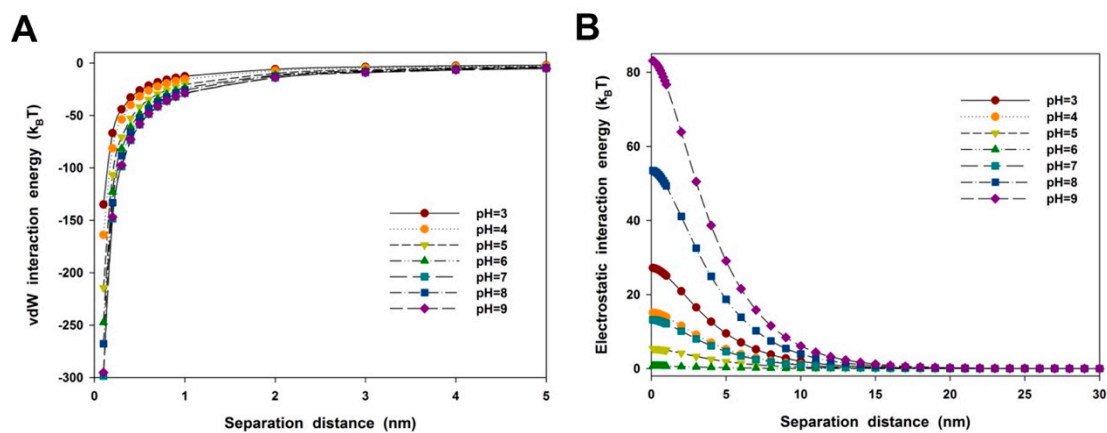 A
vdW interaction energy (kBT)
0
-50
-100
-150
-200
-250
-300
0
1
2
3
4
5
Separation distance (nm)
pH=3
pH=4
pH=5
pH=6
pH=7
pH=8
pH=9
B
Electrostatic interaction energy (kBT)
80
60
40
20
0
0
5
10
15
20
25
30
Separation distance (nm)
pH=3
pH=4
pH=5
pH=6
pH=7
pH=8
pH=9